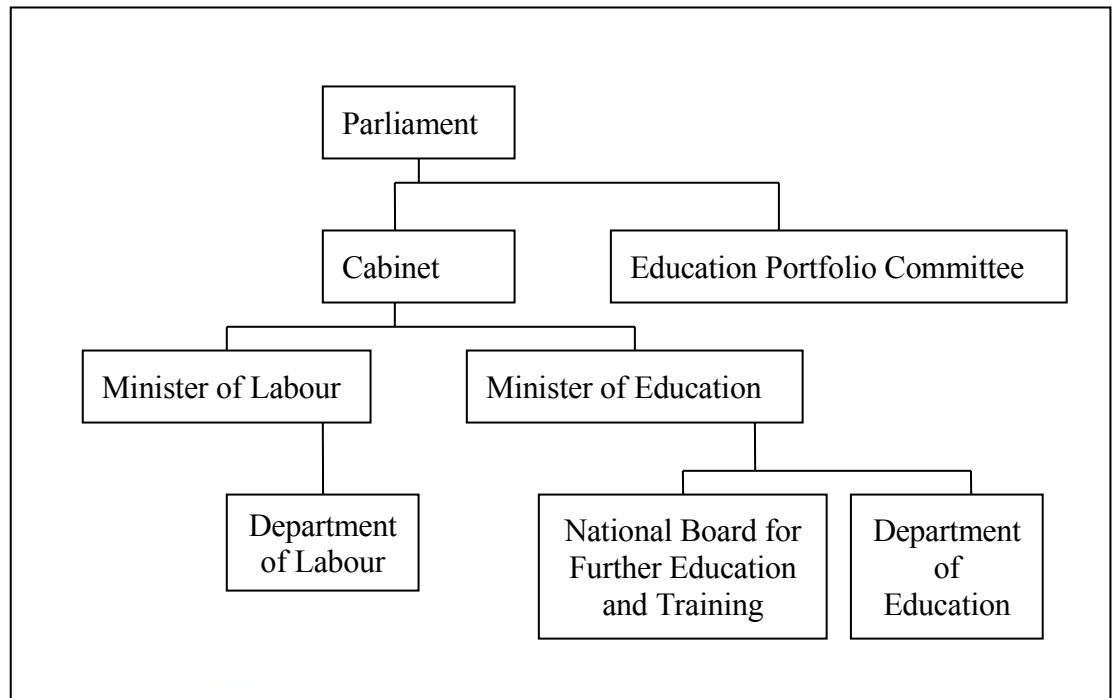 Parliament
Cabinet
Education Portfolio Committee
Minister of Labour
Minister of Education
Department
of Labour
National Board for
Further Education
and Training
Department
of
Education